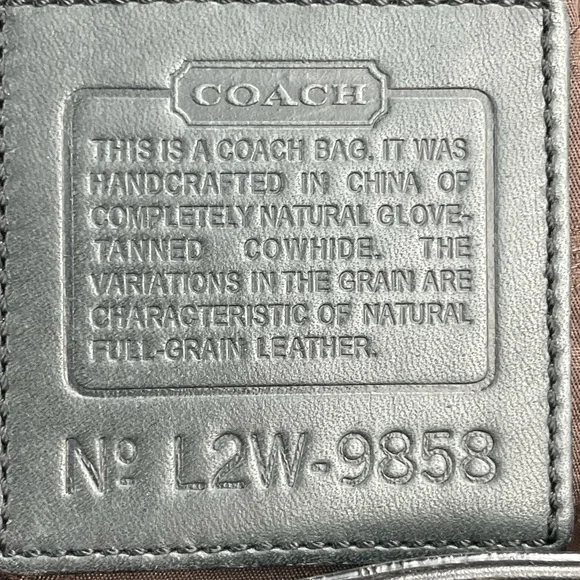 COACH
THIS IS A COACH BAG. IT WAS
HANDCRAFTED IN CHINA OF
COMPLETELY NATURAL GLOVE-
TANNED COWHIDE. THE
VARIATIONS IN THE GRAIN ARE
CHARACTERISTIC OF NATURAL
FULL-GRAIN LEATHER.
Nº L2W-9858